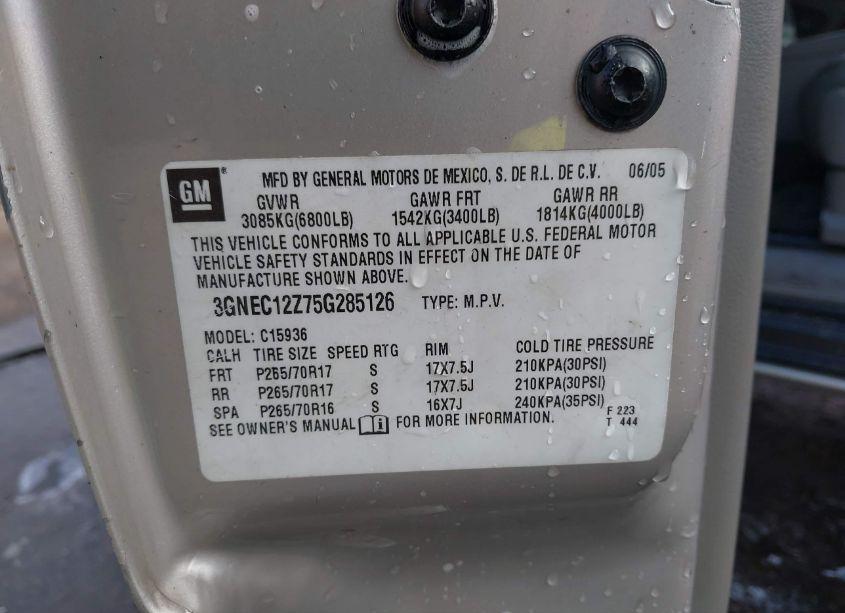 GM ® MFD BY GENERAL MOTORS DE MEXICO, S. DE R.L. DE C.V. 06/05
GVWR GAWR FRT GAWR RR
3085KG(6800LB) 1542KG(3400LB) 1814KG(4000LB)
THIS VEHICLE CONFORMS TO ALL APPLICABLE U.S. FEDERAL MOTOR
VEHICLE SAFETY STANDARDS IN EFFECT ON THE DATE OF
MANUFACTURE SHOWN ABOVE.
3GNEC12Z75G285126 TYPE: M.P.V.
MODEL: C15936
CALH TIRE SIZE SPEED RTG RIM COLD TIRE PRESSURE
FRT P265/70R17 S 17X7.5J 210KPA(30PSI)
RR P265/70R17 S 17X7.5J 210KPA(30PSI)
SPA P265/70R16 S 16X7J 240KPA(35PSI)
SEE OWNER'S MANUAL FOR MORE INFORMATION.
F 223
T 444